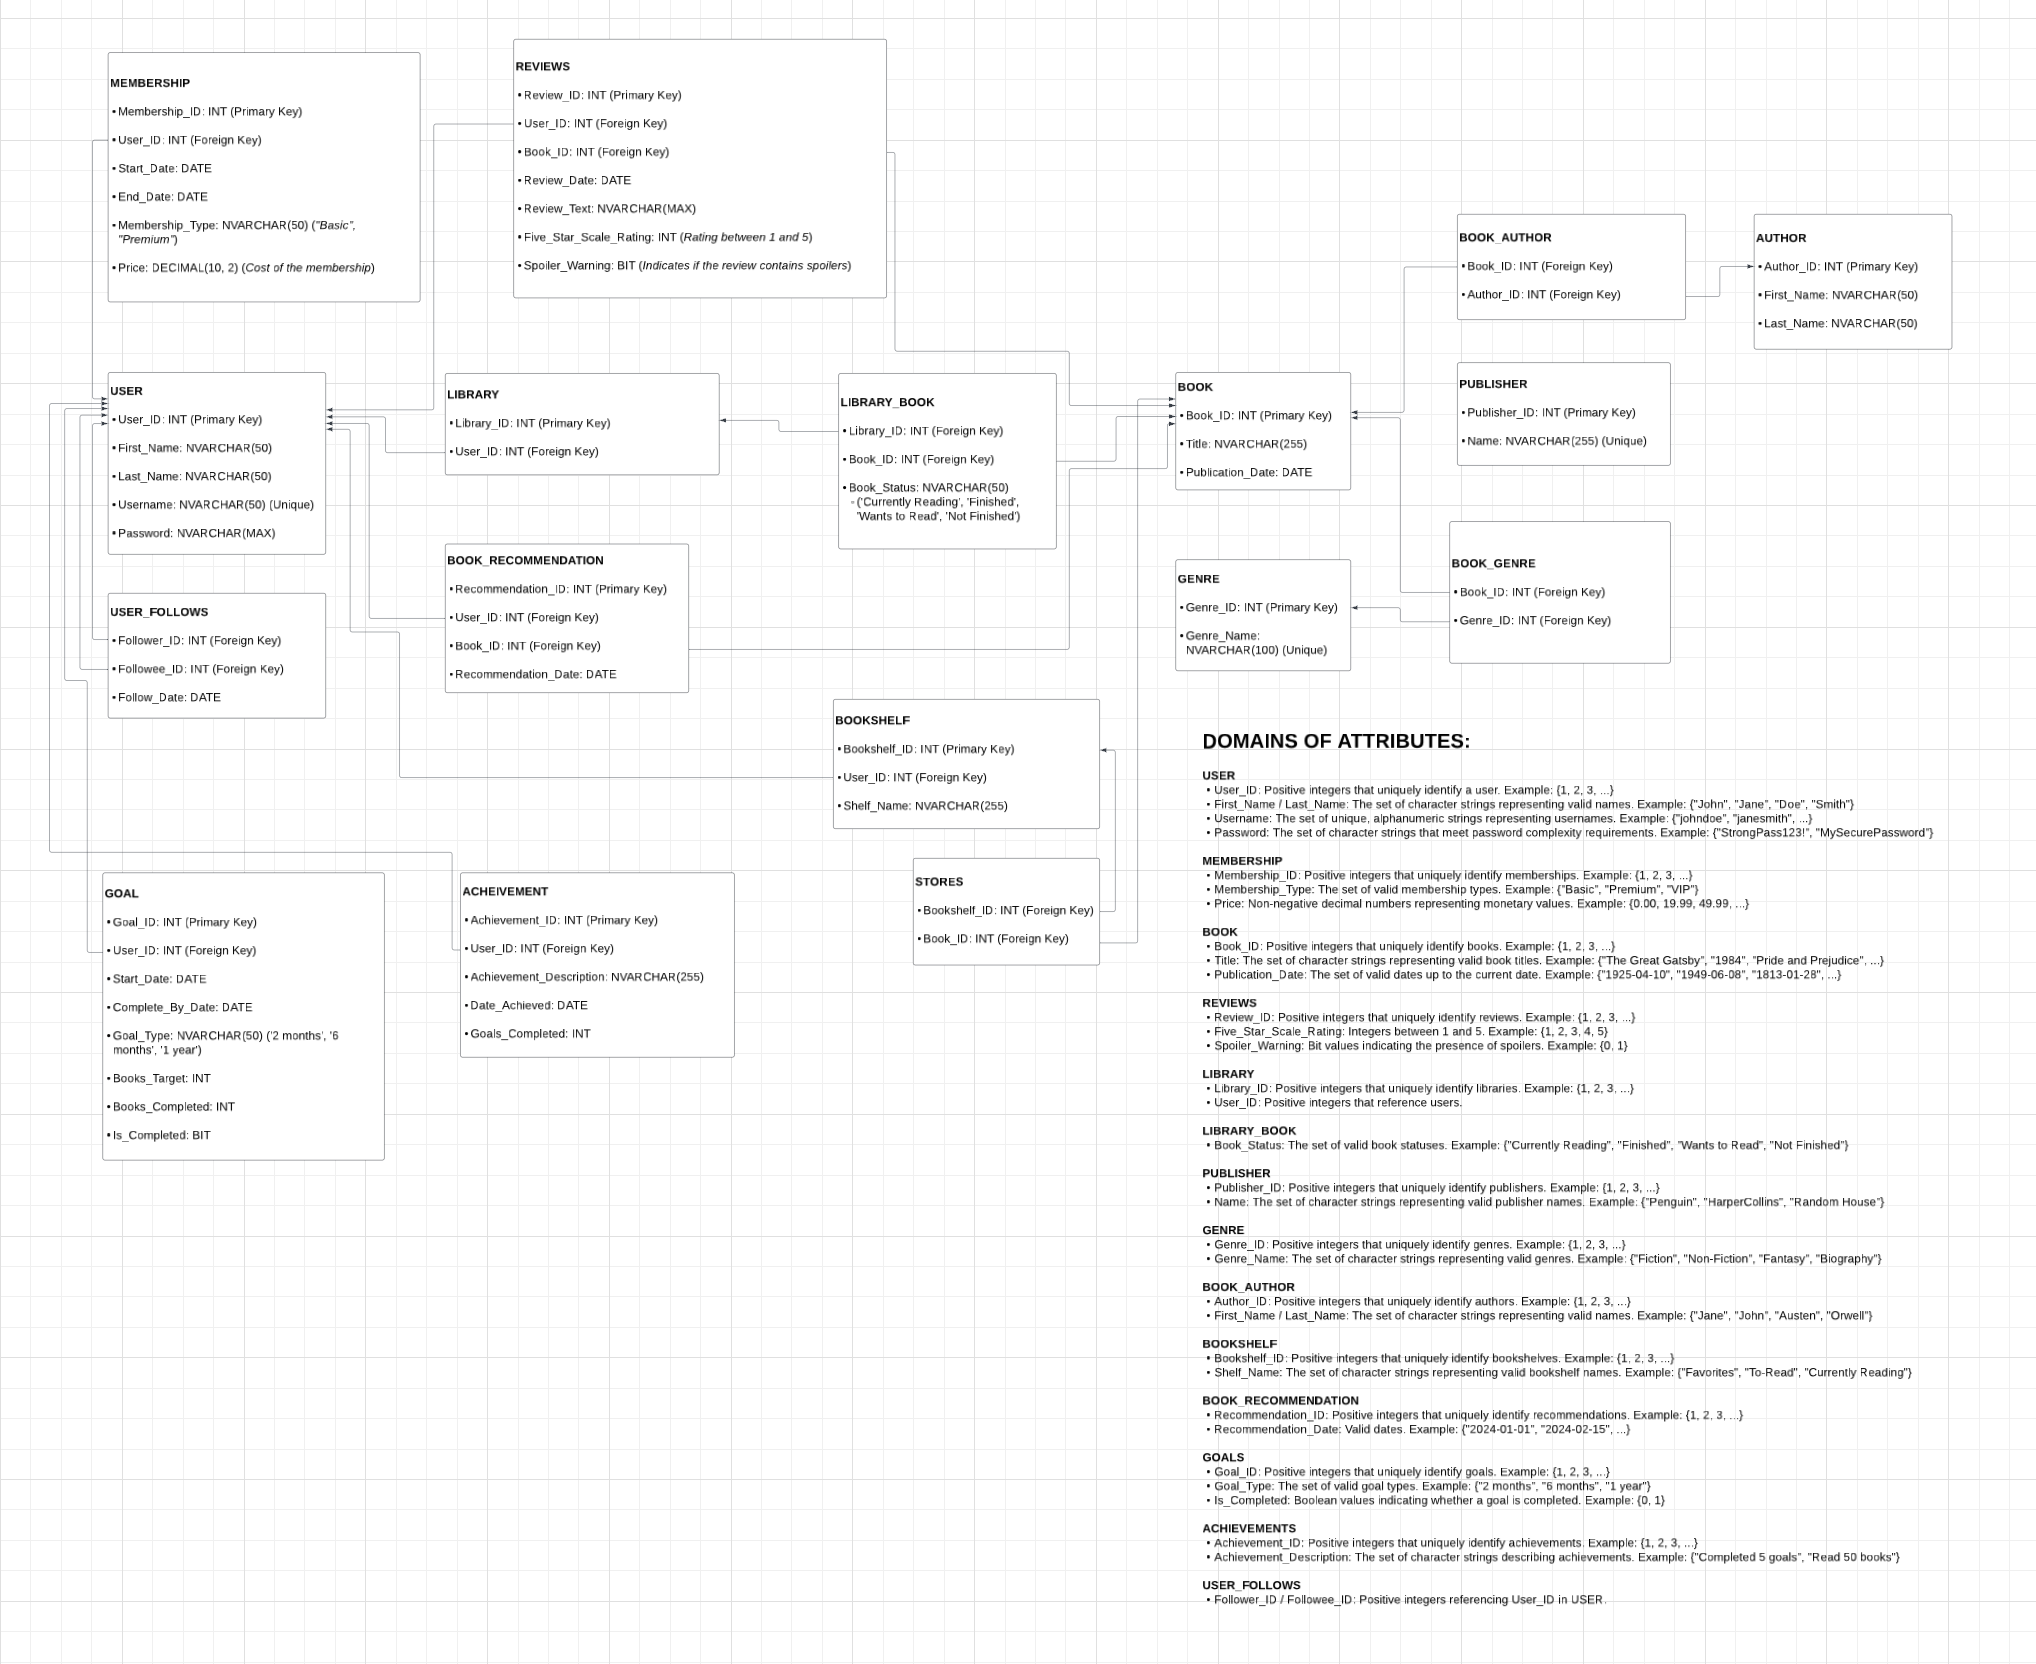 MEMBERSHIP
• Membership_ID: INT (Primary Key)
• User_ID: INT (Foreign Key)
• Start_Date: DATE
• End_Date: DATE
• Membership_Type: NVARCHAR(50) ("Basic",
"Premium")
• Price: DECIMAL(10, 2) (Cost of the membership)
REVIEWS
• Review_ID: INT (Primary Key)
• User_ID: INT (Foreign Key)
• Book_ID: INT (Foreign Key)
• Review_Date: DATE
• Review_Text: NVARCHAR(MAX)
• Five_Star_Scale_Rating: INT (Rating between 1 and 5)
• Spoiler_Warning: BIT (Indicates if the review contains spoilers)
BOOK_AUTHOR
• Book_ID: INT (Foreign Key)
• Author_ID: INT (Foreign Key)
AUTHOR
• Author_ID: INT (Primary Key)
• First_Name: NVARCHAR(50)
• Last_Name: NVARCHAR(50)
USER
• User_ID: INT (Primary Key)
• First_Name: NVARCHAR(50)
• Last_Name: NVARCHAR(50)
• Username: NVARCHAR(50) (Unique)
• Password: NVARCHAR(MAX)
LIBRARY
• Library_ID: INT (Primary Key)
• User_ID: INT (Foreign Key)
LIBRARY_BOOK
• Library_ID: INT (Foreign Key)
• Book_ID: INT (Foreign Key)
• Book_Status: NVARCHAR(50)
- ('Currently Reading', 'Finished',
'Wants to Read', 'Not Finished')
BOOK
• Book_ID: INT (Primary Key)
• Title: NVARCHAR(255)
• Publication_Date: DATE
PUBLISHER
• Publisher_ID: INT (Primary Key)
• Name: NVARCHAR(255) (Unique)
BOOK_RECOMMENDATION
• Recommendation_ID: INT (Primary Key)
• User_ID: INT (Foreign Key)
• Book_ID: INT (Foreign Key)
• Recommendation_Date: DATE
GENRE
• Genre_ID: INT (Primary Key)
• Genre_Name:
NVARCHAR(100) (Unique)
BOOK_GENRE
• Book_ID: INT (Foreign Key)
• Genre_ID: INT (Foreign Key)
USER_FOLLOWS
• Follower_ID: INT (Foreign Key)
• Followee_ID: INT (Foreign Key)
• Follow_Date: DATE
BOOKSHELF
• Bookshelf_ID: INT (Primary Key)
• User_ID: INT (Foreign Key)
• Shelf_Name: NVARCHAR(255)
STORES
• Bookshelf_ID: INT (Foreign Key)
• Book_ID: INT (Foreign Key)
GOAL
• Goal_ID: INT (Primary Key)
• User_ID: INT (Foreign Key)
• Start_Date: DATE
• Complete_By_Date: DATE
• Goal_Type: NVARCHAR(50) ('2 months', '6
months', '1 year')
• Books_Target: INT
• Books_Completed: INT
• Is_Completed: BIT
ACHEIVEMENT
• Achievement_ID: INT (Primary Key)
• User_ID: INT (Foreign Key)
• Achievement_Description: NVARCHAR(255)
• Date_Achieved: DATE
• Goals_Completed: INT
DOMAINS OF ATTRIBUTES:
USER
• User_ID: Positive integers that uniquely identify a user. Example: {1, 2, 3, ...}
• First_Name / Last_Name: The set of character strings representing valid names. Example: {"John", "Jane", "Doe", "Smith"}
• Username: The set of unique, alphanumeric strings representing usernames. Example: {"johndoe", "janesmith", ...}
• Password: The set of character strings that meet password complexity requirements. Example: {"StrongPass123!", "MySecurePassword"}
MEMBERSHIP
• Membership_ID: Positive integers that uniquely identify memberships. Example: {1, 2, 3, ...}
• Membership_Type: The set of valid membership types. Example: {"Basic", "Premium", "VIP"}
• Price: Non-negative decimal numbers representing monetary values. Example: {0.00, 19.99, 49.99, ...}
BOOK
• Book_ID: Positive integers that uniquely identify books. Example: {1, 2, 3, ...}
• Title: The set of character strings representing valid book titles. Example: {"The Great Gatsby", "1984", "Pride and Prejudice", ...}
• Publication_Date: The set of valid dates up to the current date. Example: {"1925-04-10", "1949-06-08", "1813-01-28", ...}
REVIEWS
• Review_ID: Positive integers that uniquely identify reviews. Example: {1, 2, 3, ...}
• Five_Star_Scale_Rating: Integers between 1 and 5. Example: {1, 2, 3, 4, 5}
• Spoiler_Warning: Bit values indicating the presence of spoilers. Example: {0, 1}
LIBRARY
• Library_ID: Positive integers that uniquely identify libraries. Example: {1, 2, 3, ...}
• User_ID: Positive integers that reference users.
LIBRARY_BOOK
• Book_Status: The set of valid book statuses. Example: {"Currently Reading", "Finished", "Wants to Read", "Not Finished"}
PUBLISHER
• Publisher_ID: Positive integers that uniquely identify publishers. Example: {1, 2, 3, ...}
• Name: The set of character strings representing valid publisher names. Example: {"Penguin", "HarperCollins", "Random House"}
GENRE
• Genre_ID: Positive integers that uniquely identify genres. Example: {1, 2, 3, ...}
• Genre_Name: The set of character strings representing valid genres. Example: {"Fiction", "Non-Fiction", "Fantasy", "Biography"}
BOOK_AUTHOR
• Author_ID: Positive integers that uniquely identify authors. Example: {1, 2, 3, ...}
• First_Name / Last_Name: The set of character strings representing valid names. Example: {"Jane", "John", "Austen", "Orwell"}
BOOKSHELF
• Bookshelf_ID: Positive integers that uniquely identify bookshelves. Example: {1, 2, 3, ...}
• Shelf_Name: The set of character strings representing valid bookshelf names. Example: {"Favorites", "To-Read", "Currently Reading"}
BOOK_RECOMMENDATION
• Recommendation_ID: Positive integers that uniquely identify recommendations. Example: {1, 2, 3, ...}
• Recommendation_Date: Valid dates. Example: {"2024-01-01", "2024-02-15", ...}
GOALS
• Goal_ID: Positive integers that uniquely identify goals. Example: {1, 2, 3, ...}
• Goal_Type: The set of valid goal types. Example: {"2 months", "6 months", "1 year"}
• Is_Completed: Boolean values indicating whether a goal is completed. Example: {0, 1}
ACHIEVEMENTS
• Achievement_ID: Positive integers that uniquely identify achievements. Example: {1, 2, 3, ...}
• Achievement_Description: The set of character strings describing achievements. Example: {"Completed 5 goals", "Read 50 books"}
USER_FOLLOWS
• Follower_ID / Followee_ID: Positive integers referencing User_ID in USER.